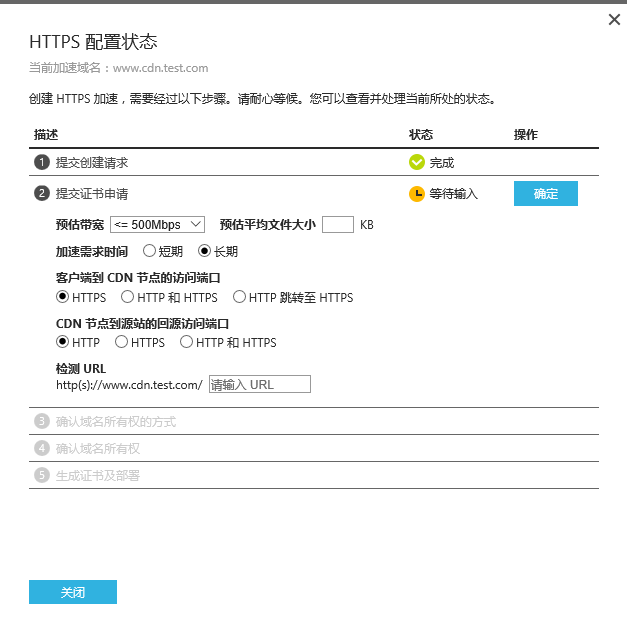 HTTPS 配置状态
当前加速域名：www.cdn.test.com
创建 HTTPS 加速，需要经过以下步骤。请耐心等候。您可以查看并处理当前所处的状态。
描述 状态 操作
1 提交创建请求 完成
2 提交证书申请 等待输入 确定
预估带宽 <= 500Mbps 预估平均文件大小 KB
加速需求时间 短期 长期
客户端到 CDN 节点的访问端口
HTTPS HTTP 和 HTTPS HTTP 跳转至 HTTPS
CDN 节点到源站的回源访问端口
HTTP HTTPS HTTP 和 HTTPS
检测 URL
http(s)://www.cdn.test.com/ 请输入 URL
3 确认域名所有权的方式
4 确认域名所有权
5 生成证书及部署
关闭